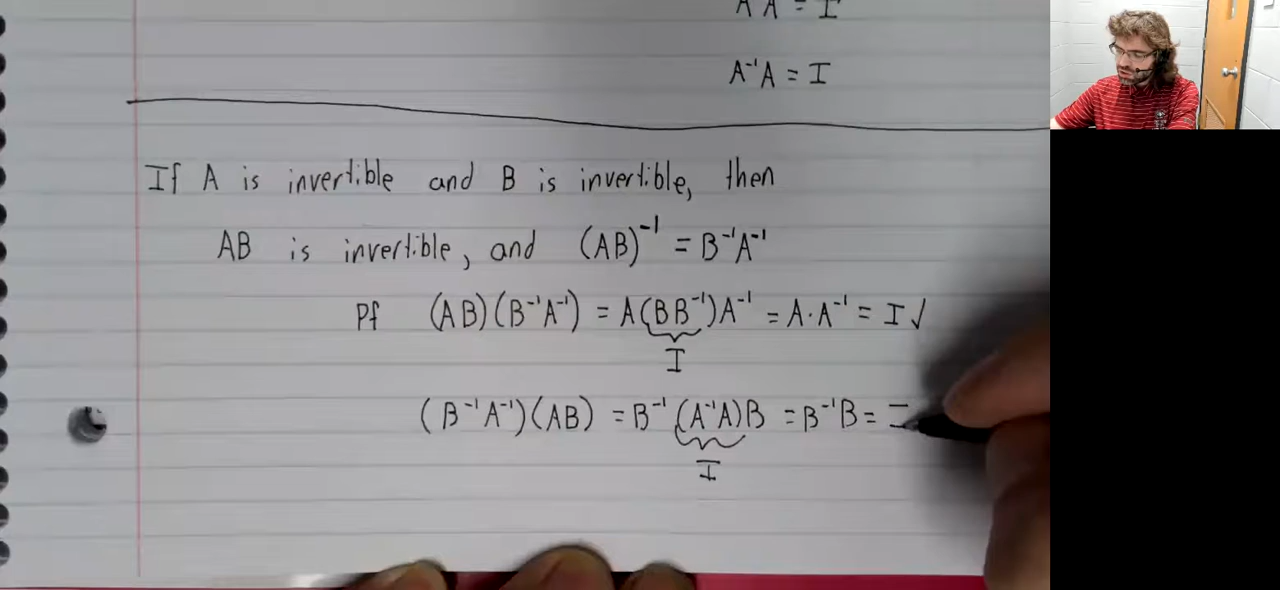 A A = I
A⁻¹A = I
If A is invertible and B is invertible, then
AB is invertible, and (AB)⁻¹ = B⁻¹A⁻¹
Pf (AB)(B⁻¹A⁻¹) = A(BB⁻¹)A⁻¹ = A·A⁻¹ = I ✓
I
(B⁻¹A⁻¹)(AB) = B⁻¹(A⁻¹A)B = B⁻¹B = I
I